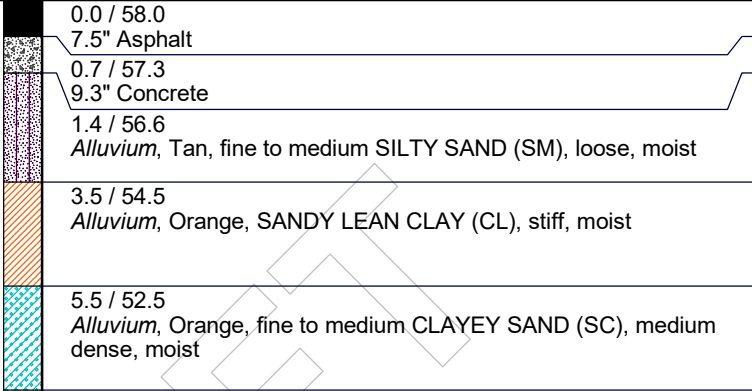 0.0 / 58.0
7.5" Asphalt
0.7 / 57.3
9.3" Concrete
1.4 / 56.6
Alluvium, Tan, fine to medium SILTY SAND (SM), loose, moist
3.5 / 54.5
Alluvium, Orange, SANDY LEAN CLAY (CL), stiff, moist
5.5 / 52.5
Alluvium, Orange, fine to medium CLAYEY SAND (SC), medium
dense, moist